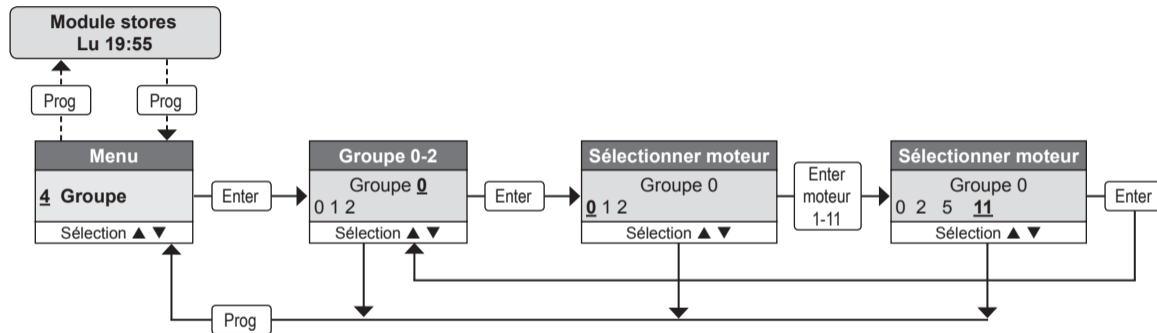 Module stores
Lu 19:55
Prog
Prog
Menu
4 Groupe
Sélection ▲ ▼
Enter
Groupe 0-2
Groupe 0
0 1 2
Sélection ▲ ▼
Enter
Sélectionner moteur
Groupe 0
0 1 2
Sélection ▲ ▼
Enter
moteur
1-11
Sélectionner moteur
Groupe 0
0 2 5 11
Sélection ▲ ▼
Enter
Prog